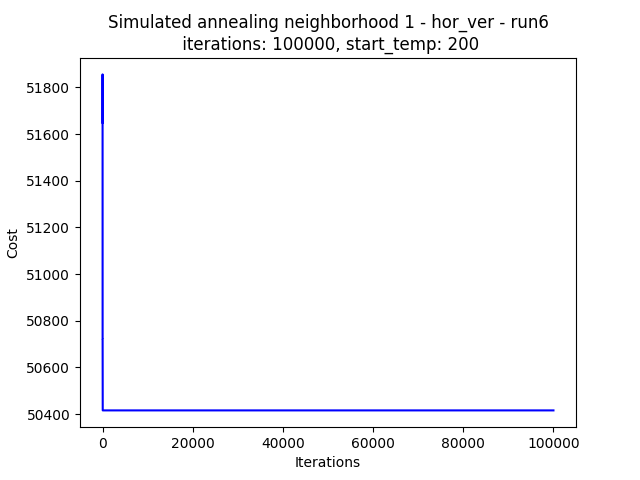 Simulated annealing neighborhood 1 - hor_ver - run6
iterations: 100000, start_temp: 200
51800
51600
51400
51200
51000
50800
50600
50400
Cost
0 20000 40000 60000 80000 100000
Iterations